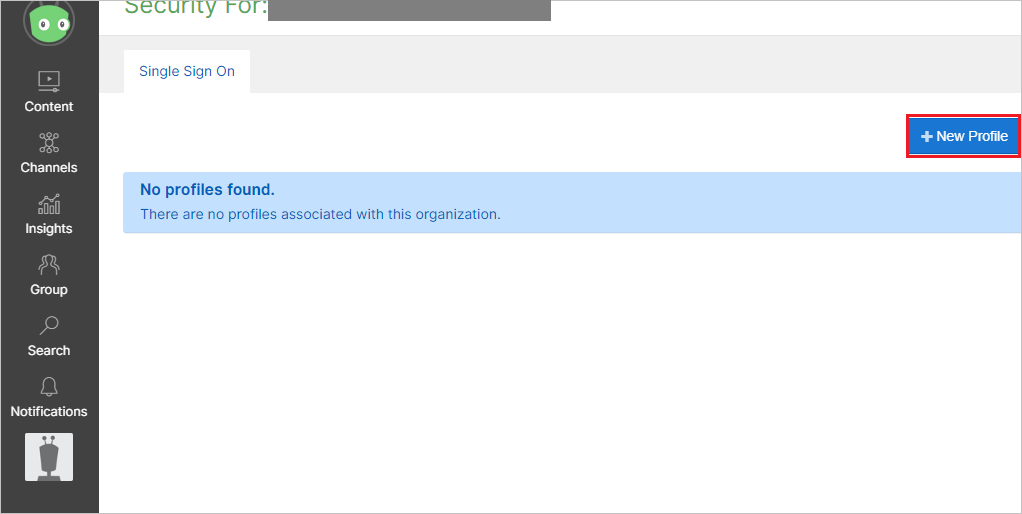 Security For:
Single Sign On
+ New Profile
No profiles found.
There are no profiles associated with this organization.
Content
Channels
Insights
Group
Search
Notifications